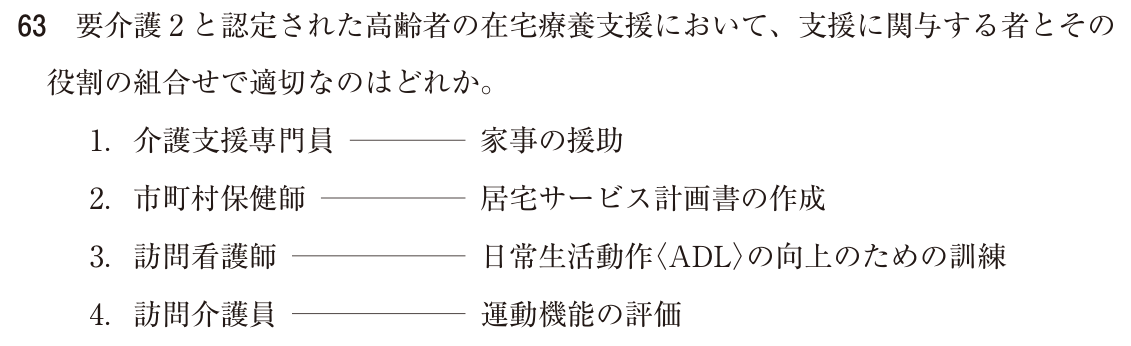 63 要介護2と認定された高齢者の在宅療養支援において、支援に関与する者とその
役割の組合せで適切なのはどれか。
1. 介護支援専門員 ———— 家事の援助
2. 市町村保健師 ———— 居宅サービス計画書の作成
3. 訪問看護師 ———— 日常生活動作〈ADL〉の向上のための訓練
4. 訪問介護員 ———— 運動機能の評価